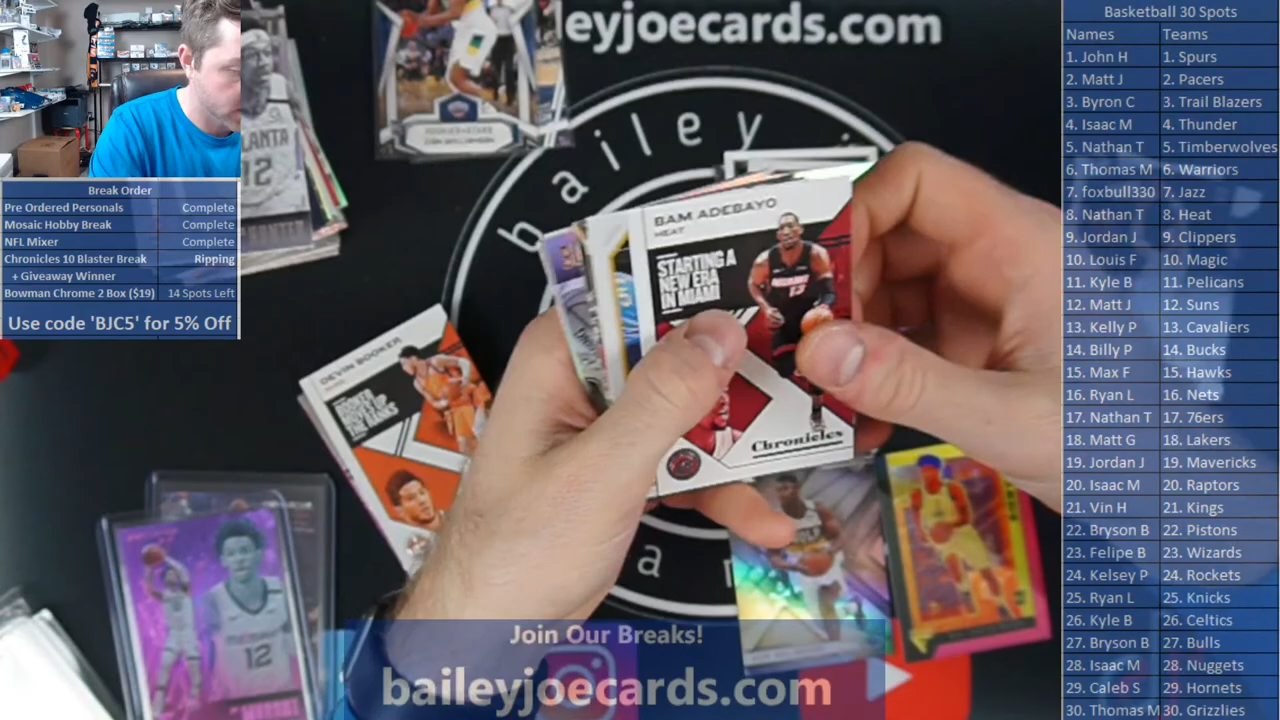 eyjoecards.com
bailey
Break Order
Pre Ordered Personals Complete
Mosaic Hobby Break Complete
NFL Mixer Complete
Chronicles 10 Blaster Break Ripping
+ Giveaway Winner
Bowman Chrome 2 Box ($19) 14 Spots Left
Use code 'BJC5' for 5% Off
ATLANTA
12
BAM ADEBAYO
HEAT
STARTING A
NEW ERA
IN MIAMI
13
Chronicles
DEVIN BOOKER
12
a
Join Our Breaks!
baileyjoecards.com
Basketball 30 Spots
Names Teams
1. John H 1. Spurs
2. Matt J 2. Pacers
3. Byron C 3. Trail Blazers
4. Isaac M 4. Thunder
5. Nathan T 5. Timberwolves
6. Thomas M 6. Warriors
7. foxbull330 7. Jazz
8. Nathan T 8. Heat
9. Jordan J 9. Clippers
10. Louis F 10. Magic
11. Kyle B 11. Pelicans
12. Matt J 12. Suns
13. Kelly P 13. Cavaliers
14. Billy P 14. Bucks
15. Max F 15. Hawks
16. Ryan L 16. Nets
17. Nathan T 17. 76ers
18. Matt G 18. Lakers
19. Jordan J 19. Mavericks
20. Isaac M 20. Raptors
21. Vin H 21. Kings
22. Bryson B 22. Pistons
23. Felipe B 23. Wizards
24. Kelsey P 24. Rockets
25. Ryan L 25. Knicks
26. Kyle B 26. Celtics
27. Bryson B 27. Bulls
28. Isaac M 28. Nuggets
29. Caleb S 29. Hornets
30. Thomas M 30. Grizzlies